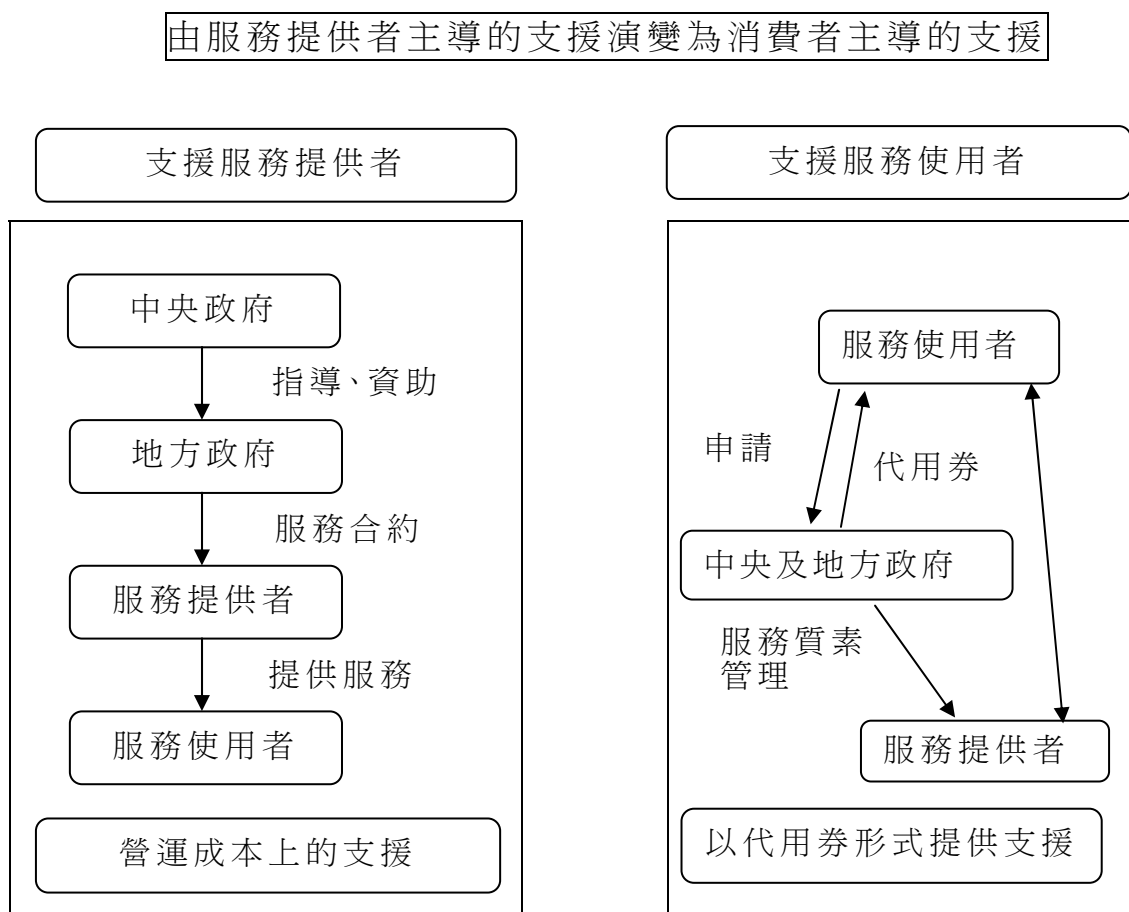 由服務提供者主導的支援演變為消費者主導的支援
支援服務提供者
中央政府
指導、資助
地方政府
服務合約
服務提供者
提供服務
服務使用者
營運成本上的支援
支援服務使用者
服務使用者
申請
代用券
中央及地方政府
服務質素
管理
服務提供者
以代用券形式提供支援